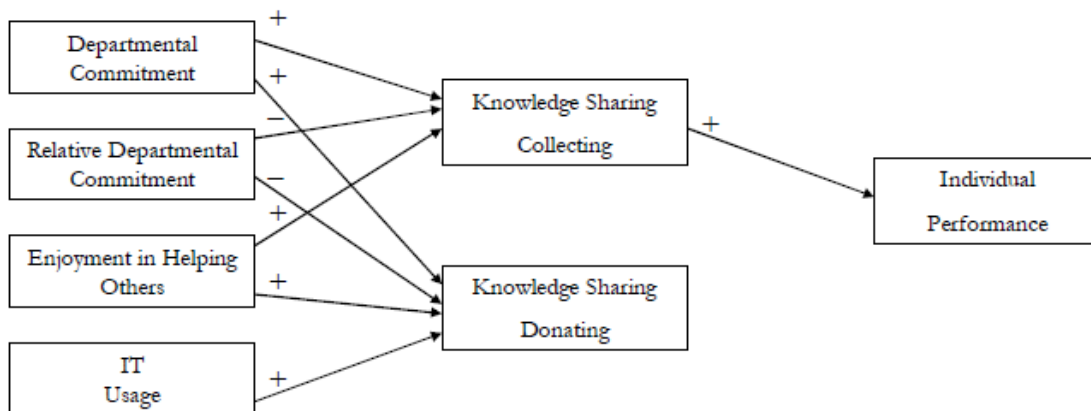 Departmental
Commitment
+
+
Relative Departmental
Commitment
−
−
Enjoyment in Helping
Others
+
+
IT
Usage
+
Knowledge Sharing
Collecting
+
Knowledge Sharing
Donating
Individual
Performance